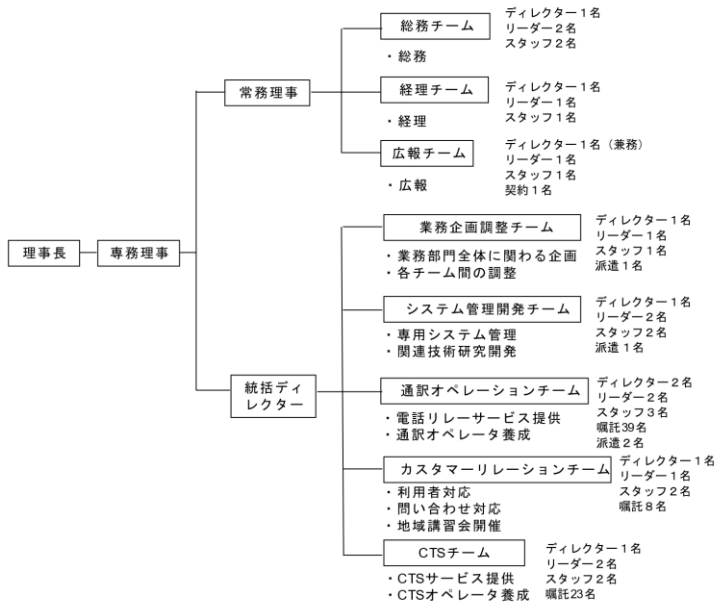 理事長
専務理事
常務理事
総務チーム
・総務
ディレクター1名
リーダー2名
スタッフ2名
経理チーム
・経理
ディレクター1名
リーダー1名
スタッフ1名
広報チーム
・広報
ディレクター1名（兼務）
リーダー1名
スタッフ1名
契約1名
統括ディ
レクター
業務企画調整チーム
・業務部門全体に関わる企画
・各チーム間の調整
ディレクター1名
リーダー1名
スタッフ1名
派遣1名
システム管理開発チーム
・専用システム管理
・関連技術研究開発
ディレクター1名
リーダー2名
スタッフ2名
派遣1名
通訳オペレーションチーム
・電話リレーサービス提供
・通訳オペレータ養成
ディレクター2名
リーダー2名
スタッフ3名
嘱託39名
派遣2名
カスタマーリレーションチーム
・利用者対応
・問い合わせ対応
・地域講習会開催
ディレクター1名
リーダー1名
スタッフ2名
嘱託8名
CTSチーム
・CTSサービス提供
・CTSオペレータ養成
ディレクター1名
リーダー2名
スタッフ2名
嘱託23名